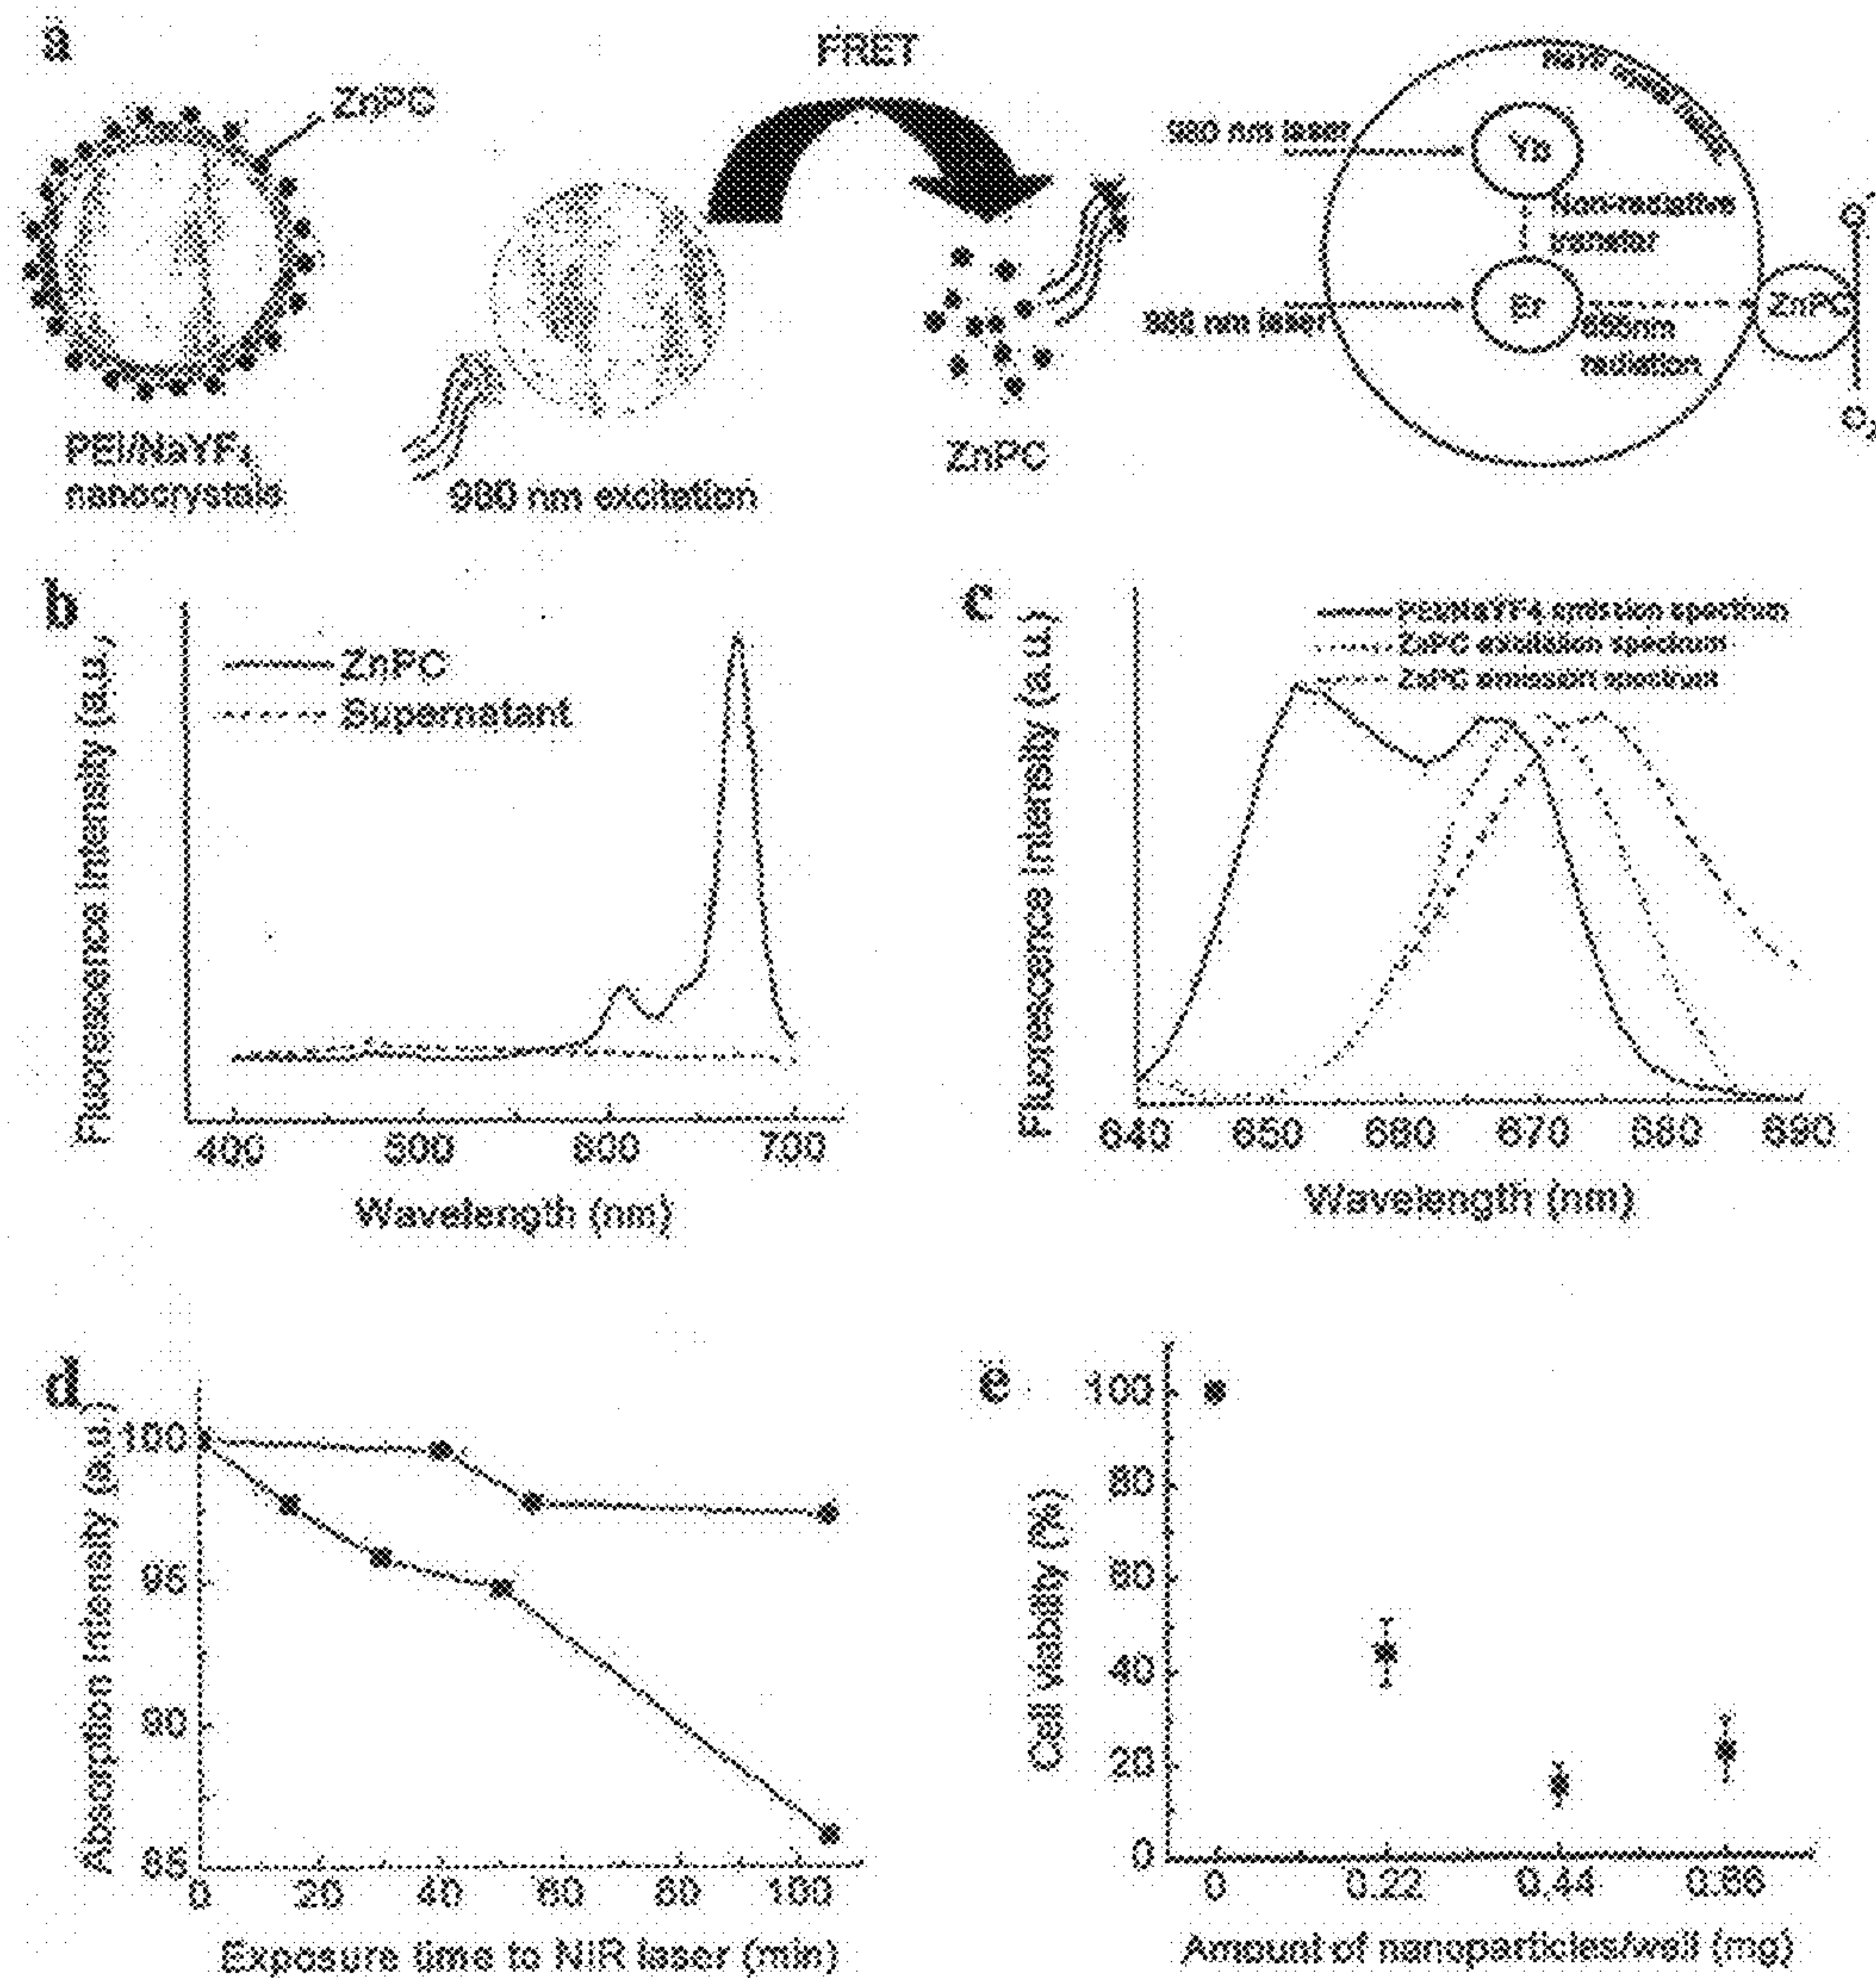 a
FRET
ZnPC
980 nm laser
Yb
Non-radiative
transfer
980 nm laser
Er
ZnPC
radiation
ZnPC
PEI/NaYF4
nanocrystals
980 nm excitation
b
Fluorescence intensity (a.u.)
ZnPC
Supernatant
400
500
600
700
Wavelength (nm)
c
Fluorescence intensity (a.u.)
PEI/NaYF4 emission spectrum
ZnPC excitation spectrum
ZnPC emission spectrum
640
650
660
670
680
690
Wavelength (nm)
d
Absorption intensity (a.u.)
100
95
90
85
0
20
40
60
80
100
Exposure time to NIR laser (min)
e
Cell viability (%)
100
80
60
40
20
0
0
0.22
0.44
Amount of nanoparticles/well (mg)